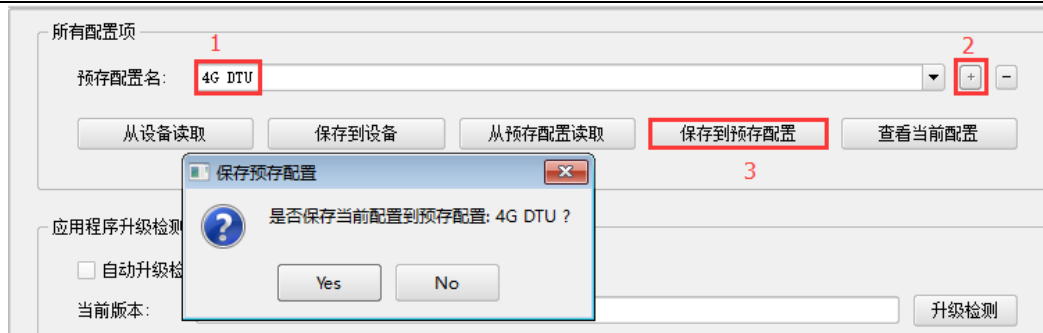 所有配置项
1
2
预存配置名: 4G DTU + −
从设备读取 保存到设备 从预存配置读取 保存到预存配置 查看当前配置
3
保存预存配置
是否保存当前配置到预存配置: 4G DTU ?
Yes No
应用程序升级检测
自动升级检
当前版本: 升级检测